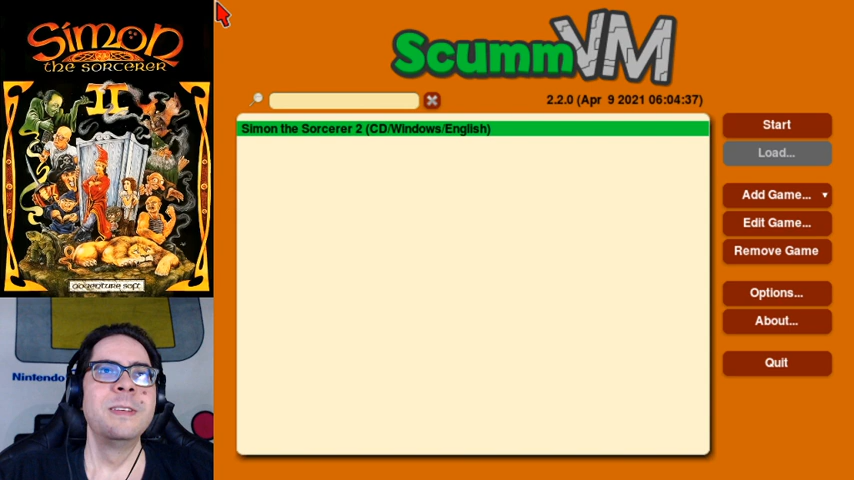 Simon
the SORCERER
II
adventure soft
Nintendo
ScummVM
2.2.0 (Apr 9 2021 06:04:37)
Simon the Sorcerer 2 (CD/Windows/English)
Start
Load...
Add Game...
Edit Game...
Remove Game
Options...
About...
Quit